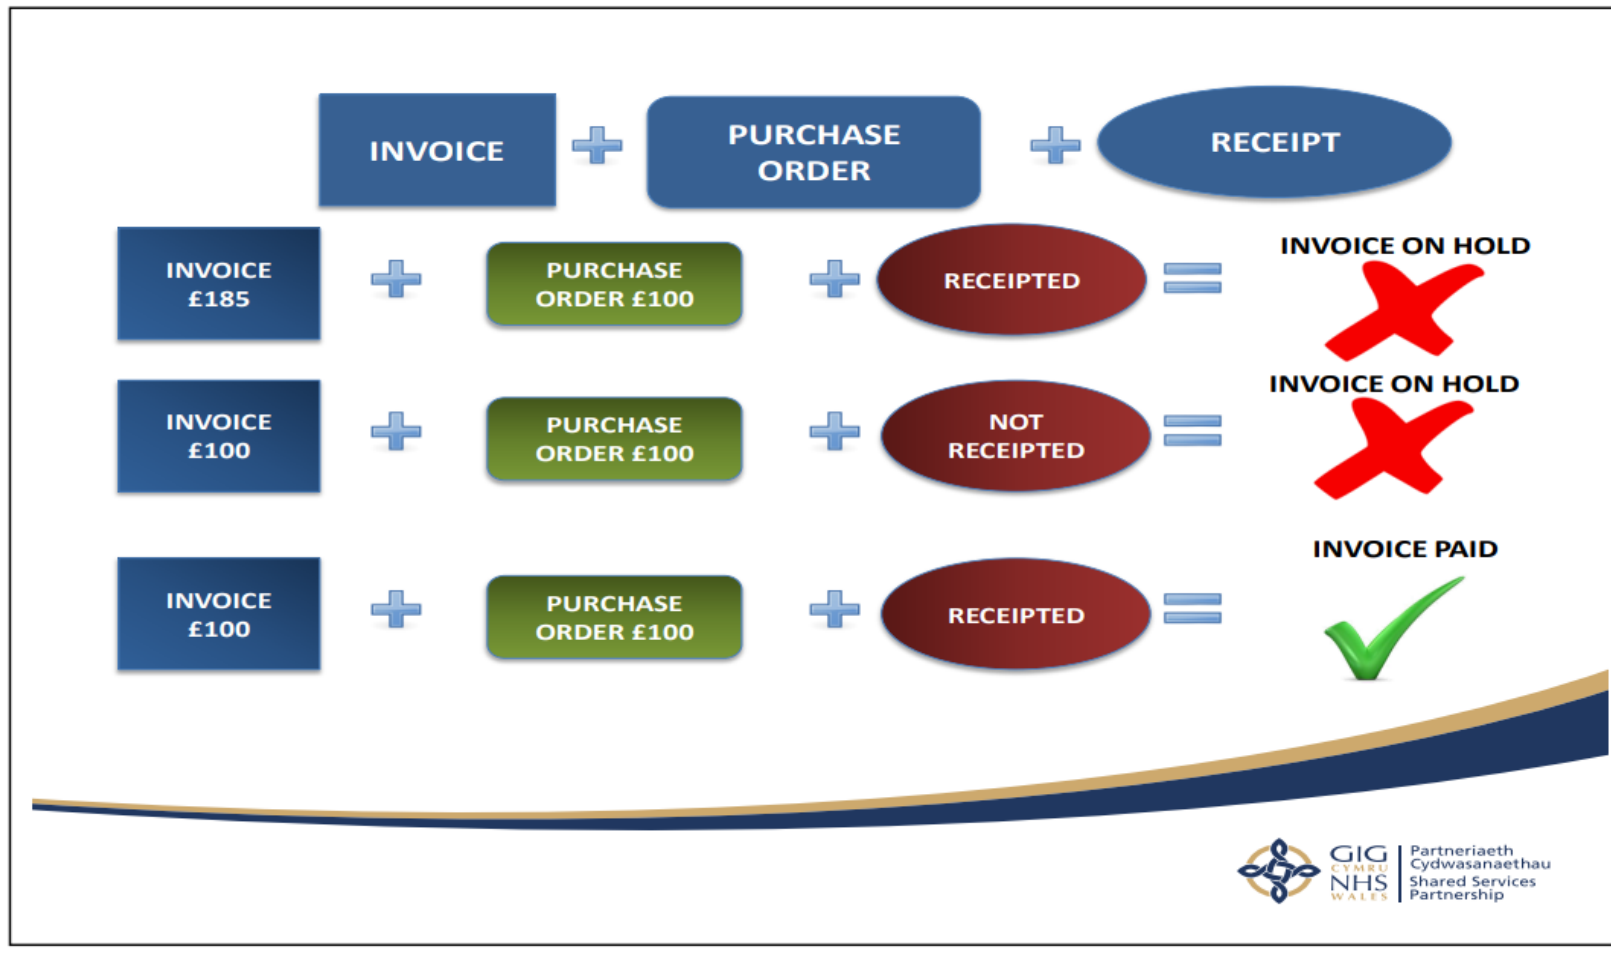 INVOICE
PURCHASE
ORDER
RECEIPT
INVOICE
£185
PURCHASE
ORDER £100
RECEIPTED
INVOICE ON HOLD
INVOICE
£100
PURCHASE
ORDER £100
NOT
RECEIPTED
INVOICE ON HOLD
INVOICE
£100
PURCHASE
ORDER £100
RECEIPTED
INVOICE PAID
GIG
CYMRU
NHS
WALES
Partneriaeth
Cydwasanaethau
Shared Services
Partnership